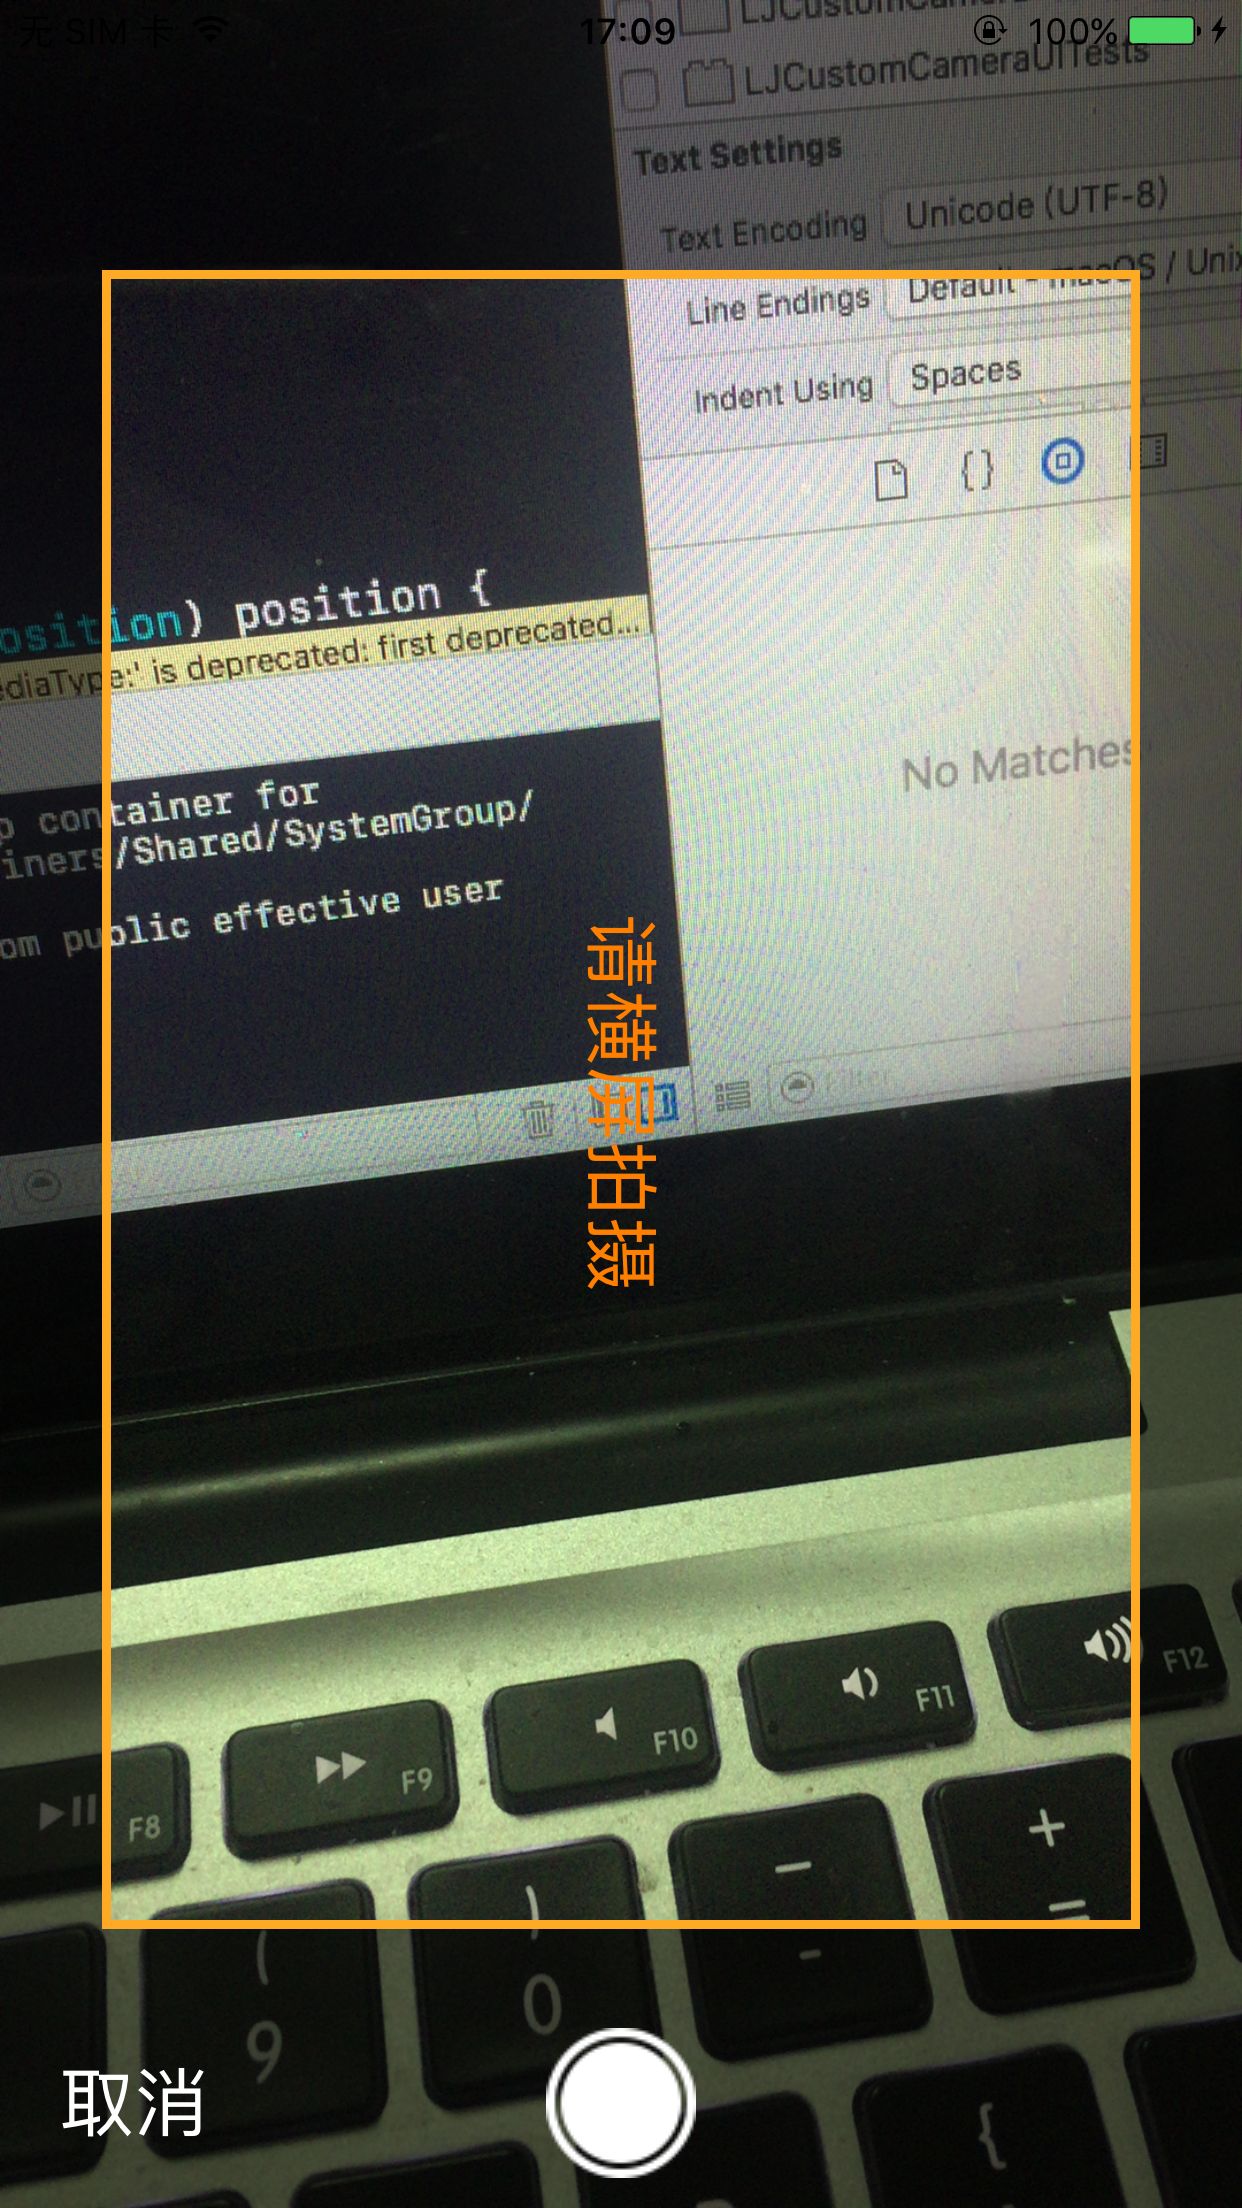 无 SIM 卡
17:09
100%
LJCustomCameraUITests
Text Settings
Text Encoding
Unicode (UTF-8)
Line Endings
Default - macOS / Unix
Indent Using
Spaces
{}
osition) position {
ediaType:' is deprecated: first deprecated...
No Matches
p container for
iners/Shared/SystemGroup/
om public effective user
请横屏拍摄
F8
F9
F10
F11
F12
(
9
)
0
–
-
+
=
{
取消